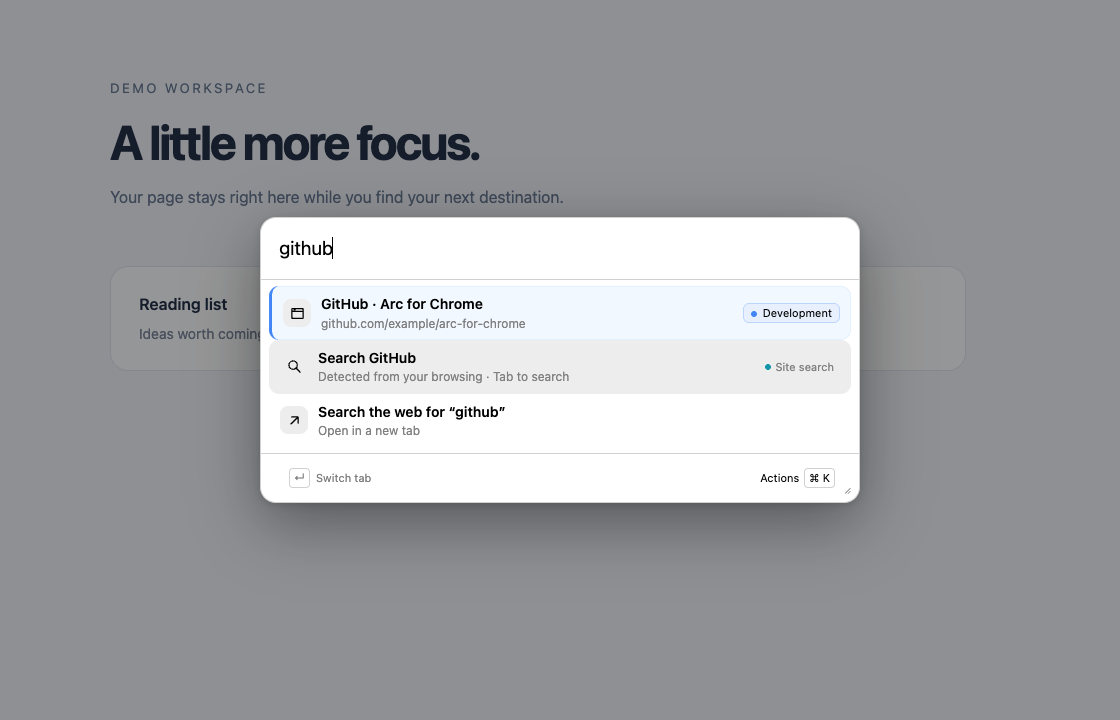 DEMO WORKSPACE
A little more focus.
Your page stays right here while you find your next destination.
Reading list
Ideas worth coming
github
GitHub · Arc for Chrome
github.com/example/arc-for-chrome
Development
Search GitHub
Detected from your browsing · Tab to search
Site search
Search the web for “github”
Open in a new tab
Switch tab
Actions ⌘ K